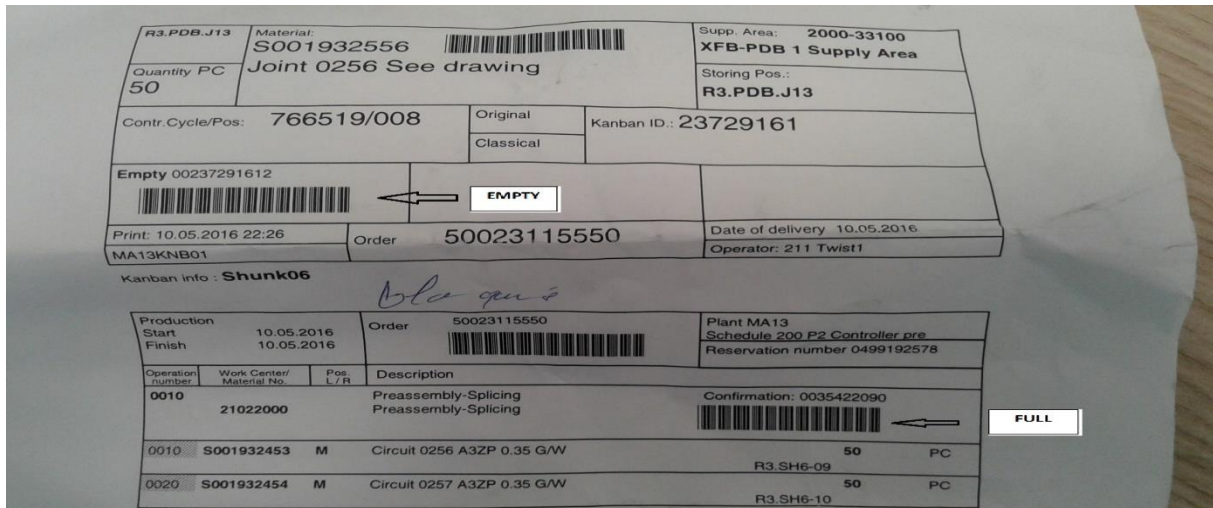 R3.PDB.J13
Material:
S001932556
Joint 0256 See drawing
Quantity PC
50
Supp. Area: 2000-33100
XFB-PDB 1 Supply Area
Storing Pos.:
R3.PDB.J13
Contr.Cycle/Pos: 766519/008
Original
Classical
Kanban ID.: 23729161
Empty 00237291612
EMPTY
Print: 10.05.2016 22:26
MA13KNB01
Order 50023115550
Date of delivery 10.05.2016
Operator: 211 Twist1
Kanban info : Shunk06
Production
Start 10.05.2016
Finish 10.05.2016
Order 50023115550
Plant MA13
Schedule 200 P2 Controller pre
Reservation number 0499192578
Operation number
Work Center/ Material No.
Pos. L / R
Description
0010
21022000
Preassembly-Splicing
Preassembly-Splicing
Confirmation: 0035422090
FULL
0010 S001932453 M Circuit 0256 A3ZP 0.35 G/W 50 PC
R3.SH6-09
0020 S001932454 M Circuit 0257 A3ZP 0.35 G/W 50 PC
R3.SH6-10